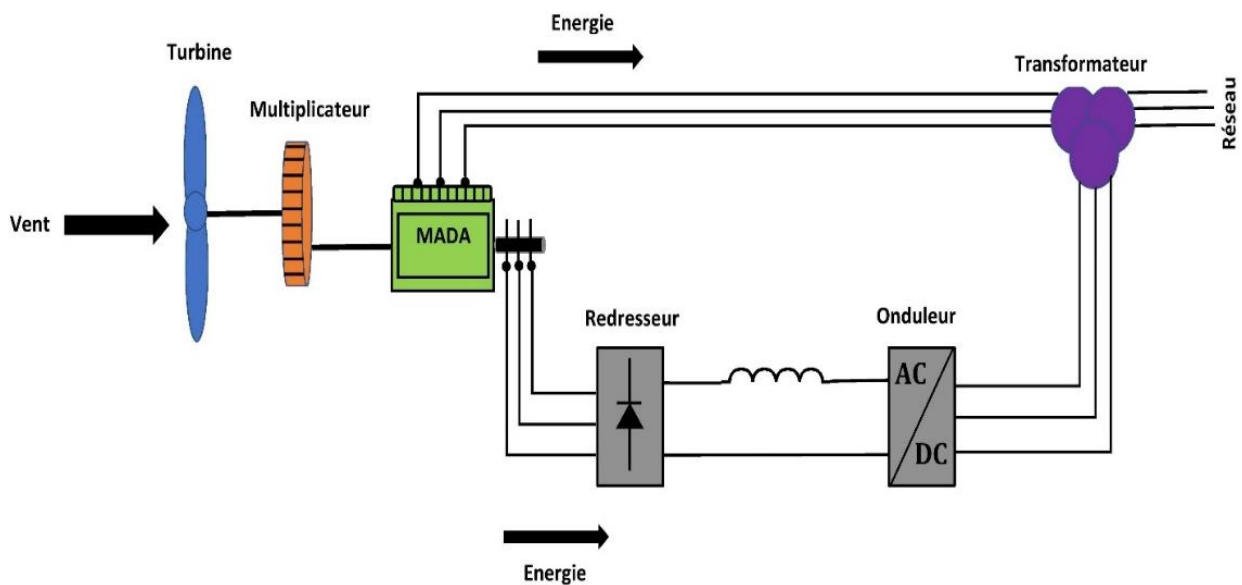 Energie
Turbine
Transformateur
Multiplicateur
Réseau
Vent
MADA
Redresseur
Onduleur
AC
DC
Energie